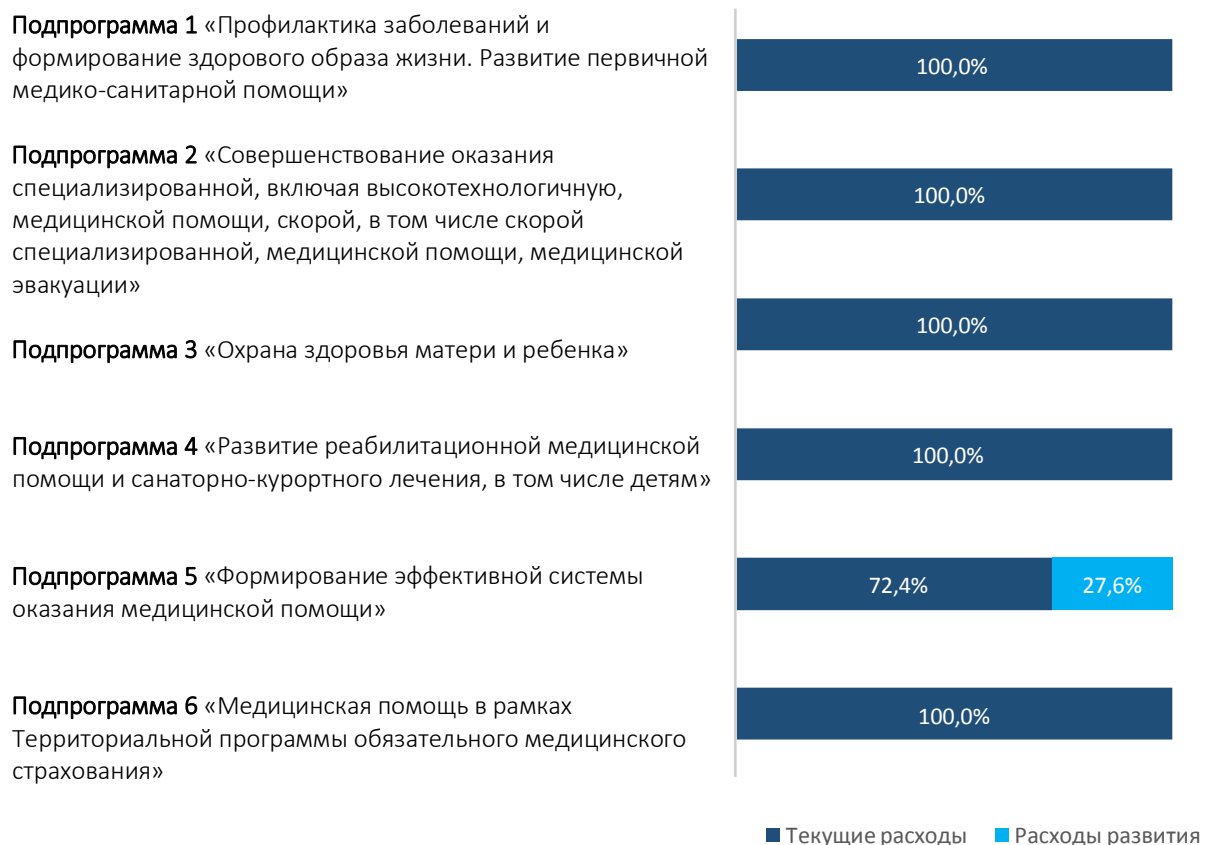 Подпрограмма 1 «Профилактика заболеваний и
формирование здорового образа жизни. Развитие первичной
медико-санитарной помощи»
100,0%
Подпрограмма 2 «Совершенствование оказания
специализированной, включая высокотехнологичную,
медицинской помощи, скорой, в том числе скорой
специализированной, медицинской помощи, медицинской
эвакуации»
100,0%
Подпрограмма 3 «Охрана здоровья матери и ребенка»
100,0%
Подпрограмма 4 «Развитие реабилитационной медицинской
помощи и санаторно-курортного лечения, в том числе детям»
100,0%
Подпрограмма 5 «Формирование эффективной системы
оказания медицинской помощи»
72,4% 27,6%
Подпрограмма 6 «Медицинская помощь в рамках
Территориальной программы обязательного медицинского
страхования»
100,0%
Текущие расходы Расходы развития